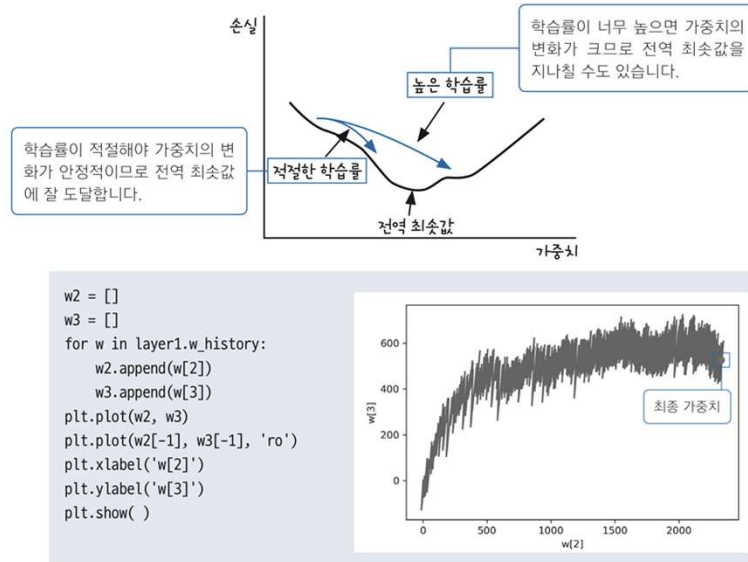 손실
학습률이 너무 높으면 가중치의
변화가 크므로 전역 최솟값을
지나칠 수도 있습니다.
높은 학습률
학습률이 적절해야 가중치의 변
화가 안정적이므로 전역 최솟값
에 잘 도달합니다.
적절한 학습률
전역 최솟값
가중치
w2 = []
w3 = []
for w in layer1.w_history:
    w2.append(w[2])
    w3.append(w[3])
plt.plot(w2, w3)
plt.plot(w2[-1], w3[-1], 'ro')
plt.xlabel('w[2]')
plt.ylabel('w[3]')
plt.show( )
600
400
200
0
w[3]
최종 가중치
0 500 1000 1500 2000
w[2]